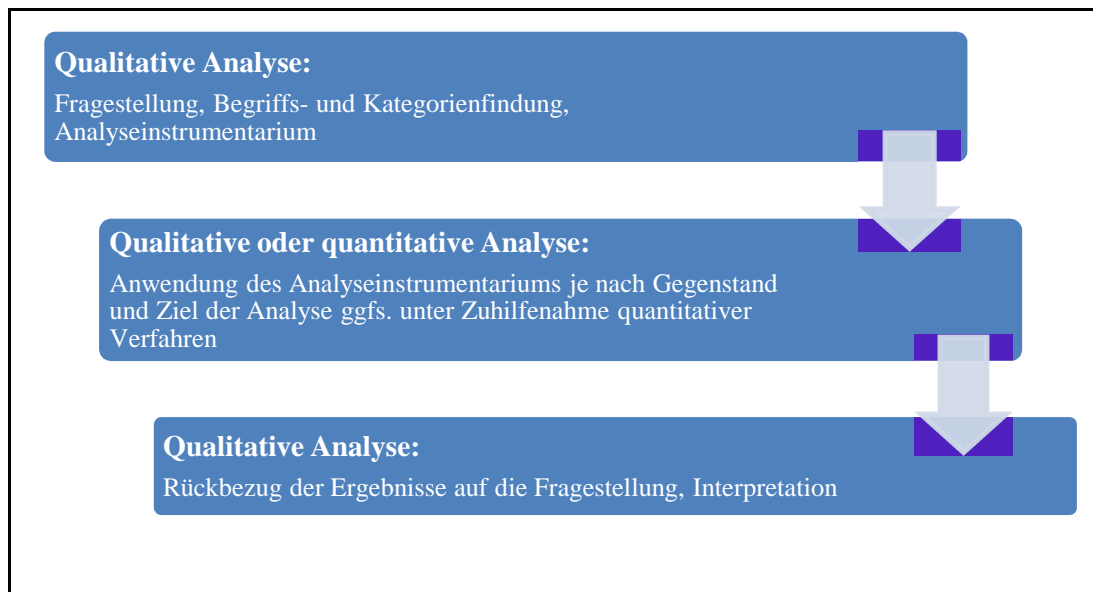 Qualitative Analyse:
Fragestellung, Begriffs- und Kategorienfindung,
Analyseinstrumentarium
Qualitative oder quantitative Analyse:
Anwendung des Analyseinstrumentariums je nach Gegenstand
und Ziel der Analyse ggfs. unter Zuhilfenahme quantitativer
Verfahren
Qualitative Analyse:
Rückbezug der Ergebnisse auf die Fragestellung, Interpretation